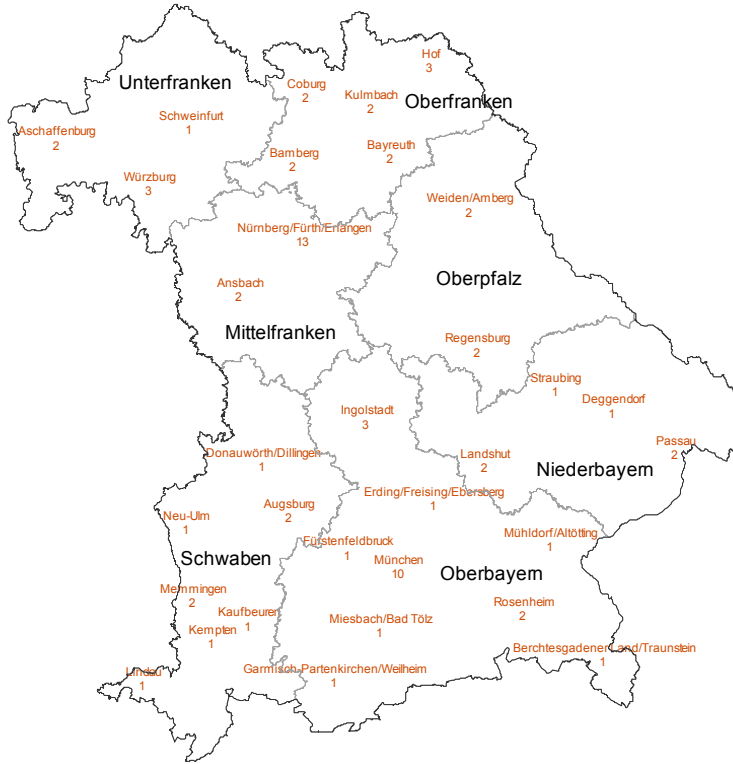 Hof
3
Unterfranken
Coburg
2
Kulmbach
2
Oberfranken
Schweinfurt
1
Aschaffenburg
2
Bamberg
2
Bayreuth
2
Würzburg
3
Weiden/Amberg
2
Nürnberg/Fürth/Erlangen
13
Ansbach
2
Oberpfalz
Mittelfranken
Regensburg
2
Straubing
1
Deggendorf
1
Ingolstadt
3
Passau
2
Donauwörth/Dillingen
1
Landshut
2
Niederbayern
Erding/Freising/Ebersberg
1
Augsburg
2
Neu-Ulm
1
Mühldorf/Altötting
1
Fürstenfeldbruck
1
Schwaben
München
10
Oberbayern
Memmingen
2
Kaufbeuren
1
Rosenheim
2
Miesbach/Bad Tölz
1
Kempten
1
Berchtesgadener Land/Traunstein
1
Lindau
1
Garmisch-Partenkirchen/Weilheim
1